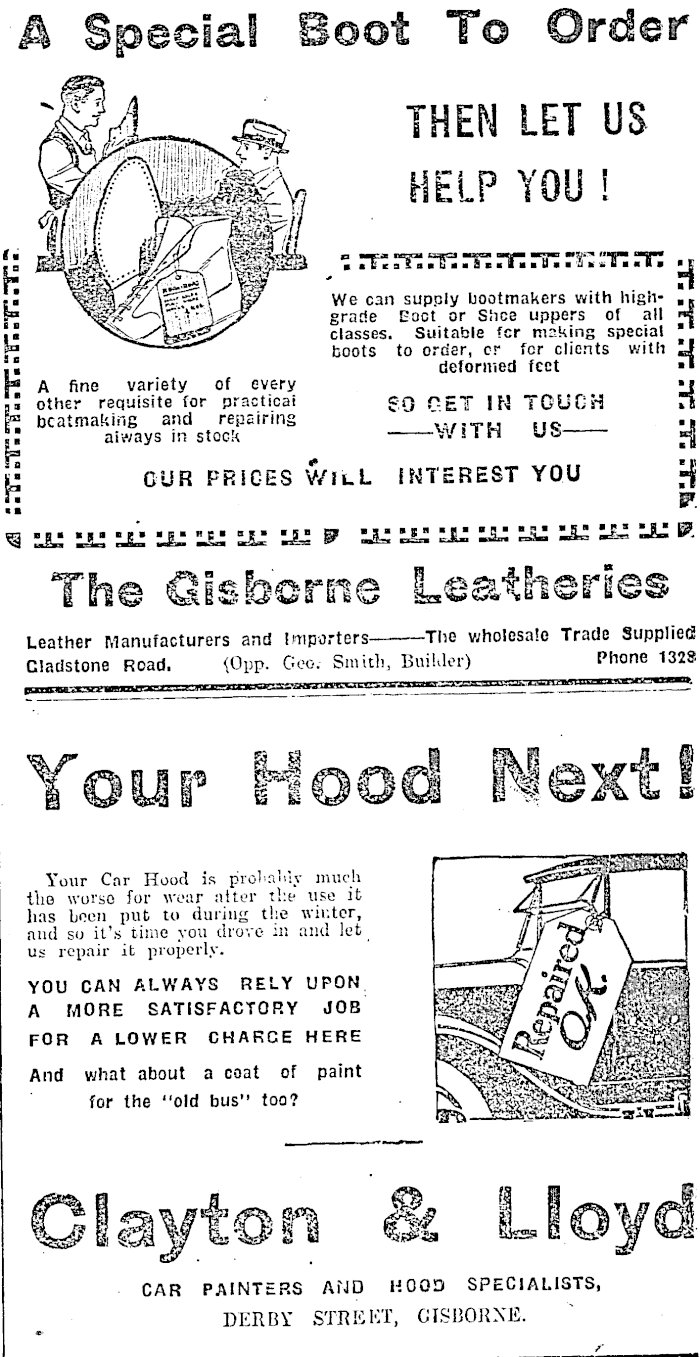 A Special Boot To Order
THEN LET US
HELP YOU!
We can supply bootmakers with high-
grade Boot or Shoe uppers of all
classes. Suitable for making special
boots to order, or for clients with
deformed feet
A fine variety of every
other requisite for practical
bootmaking and repairing
always in stock
SO GET IN TOUCH
WITH US
OUR PRICES WILL INTEREST YOU
The Gisborne Leatheries
Leather Manufacturers and Importers——The wholesale Trade Supplied
Gladstone Road. (Opp. Geo. Smith, Builder) Phone 1328
Your Hood Next!
Your Car Hood is probably much
the worse for wear after the use it
has been put to during the winter,
and so it's time you drove in and let
us repair it properly.
YOU CAN ALWAYS RELY UPON
A MORE SATISFACTORY JOB
FOR A LOWER CHARGE HERE
And what about a coat of paint
for the "old bus" too?
Repaired
O.K.
Clayton & Lloyd
CAR PAINTERS AND HOOD SPECIALISTS,
DERBY STREET, GISBORNE.